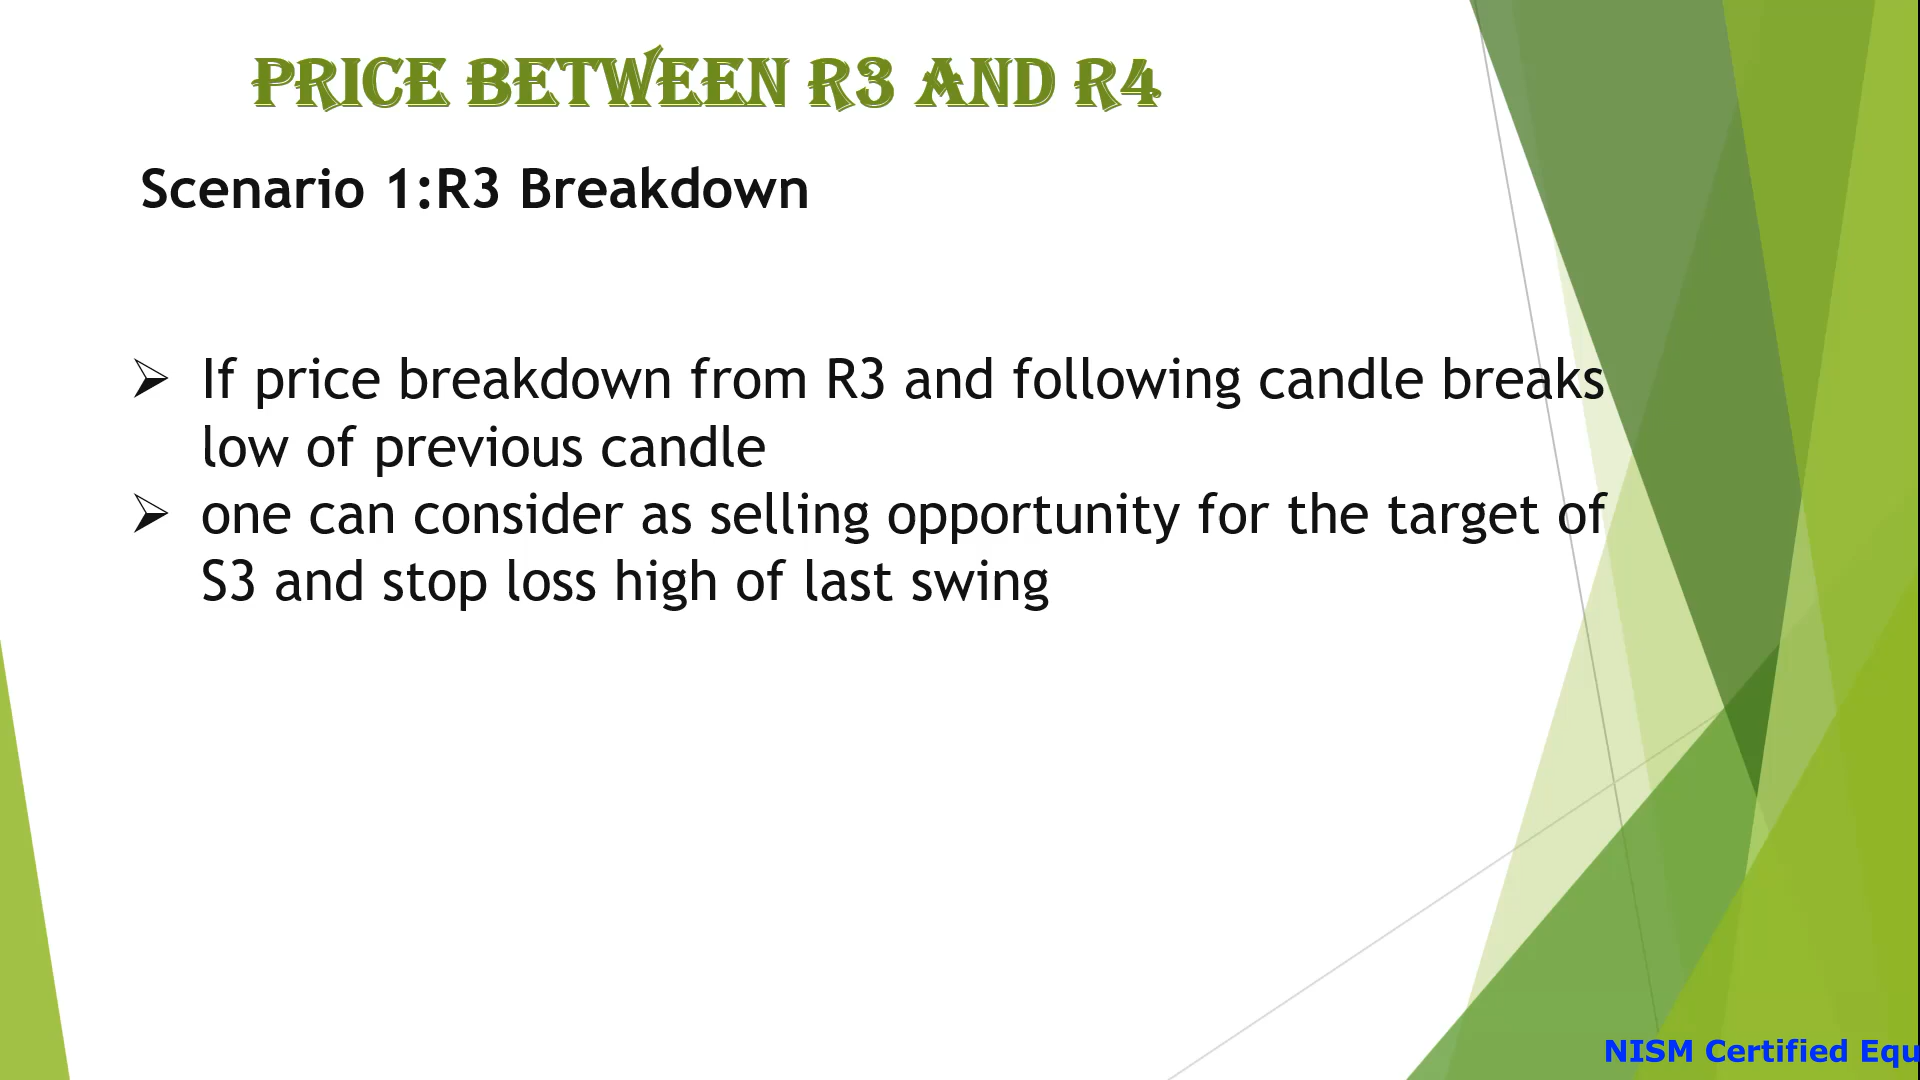 PRICE BETWEEN R3 AND R4
Scenario 1:R3 Breakdown
➢ If price breakdown from R3 and following candle breaks
low of previous candle
➢ one can consider as selling opportunity for the target of
S3 and stop loss high of last swing
NISM Certified Equ